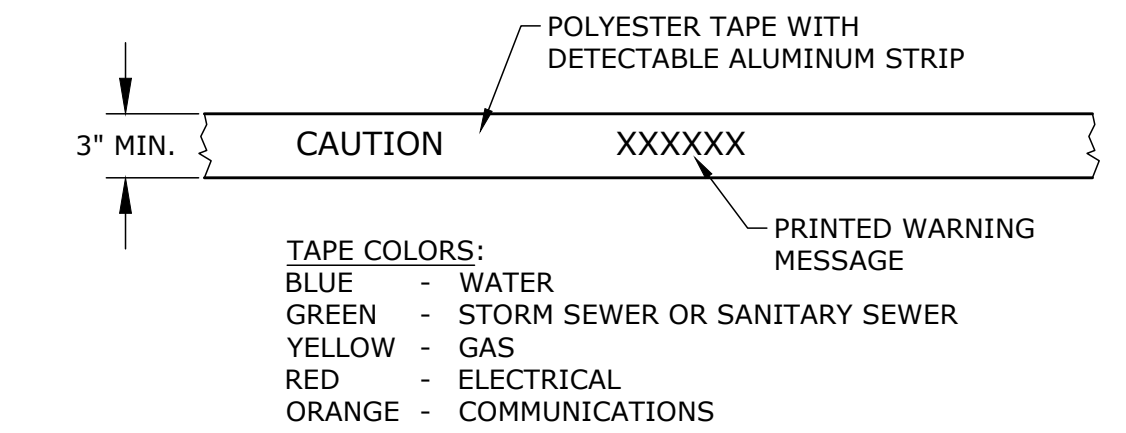 POLYESTER TAPE WITH
DETECTABLE ALUMINUM STRIP
3" MIN.
CAUTION XXXXXX
PRINTED WARNING
MESSAGE
TAPE COLORS:
BLUE - WATER
GREEN - STORM SEWER OR SANITARY SEWER
YELLOW - GAS
RED - ELECTRICAL
ORANGE - COMMUNICATIONS